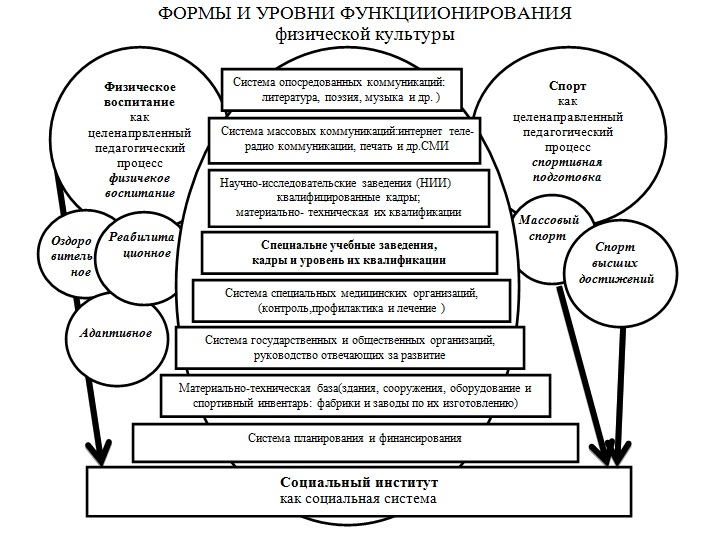 ФОРМЫ И УРОВНИ ФУНКЦИИОНИРОВАНИЯ
физической культуры
Физическое
воспитание
как
целенапрвленный
педагогический
процесс
физичекое
воспитание
Оздоро
витель
ное
Реабилита
ционное
Адаптивное
Система опосредованных коммуникаций:
литература, поэзия, музыка и др. )
Система массовых коммуникаций:интернет теле-
радио коммуникации, печать и др.СМИ
Научно-исследовательские заведения (НИИ)
квалифицированные кадры;
материально- техническая их квалификации
Специальне учебные заведения,
кадры и уровень их квалификации
Система специальных медицинских организаций,
(контроль,профилактика и лечение )
Система государственных и общественных организаций,
руководство отвечающих за развитие
Материально-техническая база(здания, сооружения, оборудование и
спортивный инвентарь: фабрики и заводы по их изготовлению)
Система планирования и финансирования
Социальный институт
как социальная система
Спорт
как
целенаправленный
педагогический
процесс
спортивная
подготовка
Массовый
спорт
Спорт
высших
достижений